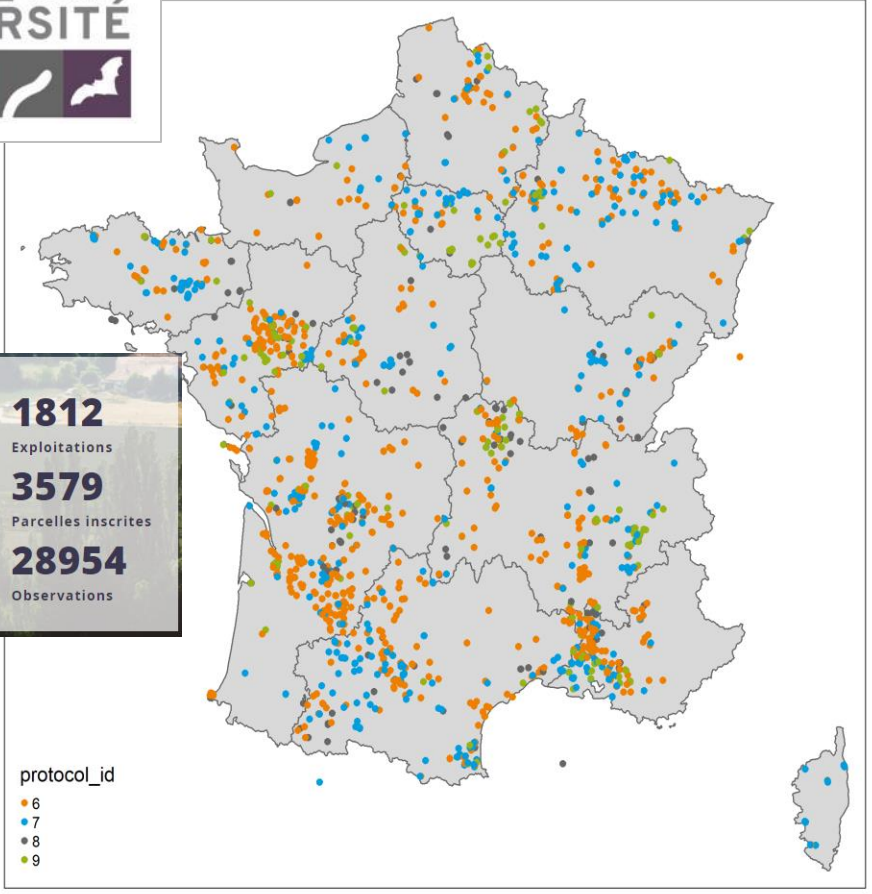 RSITÉ
1812
Exploitations
3579
Parcelles inscrites
28954
Observations
protocol_id
6
7
8
9